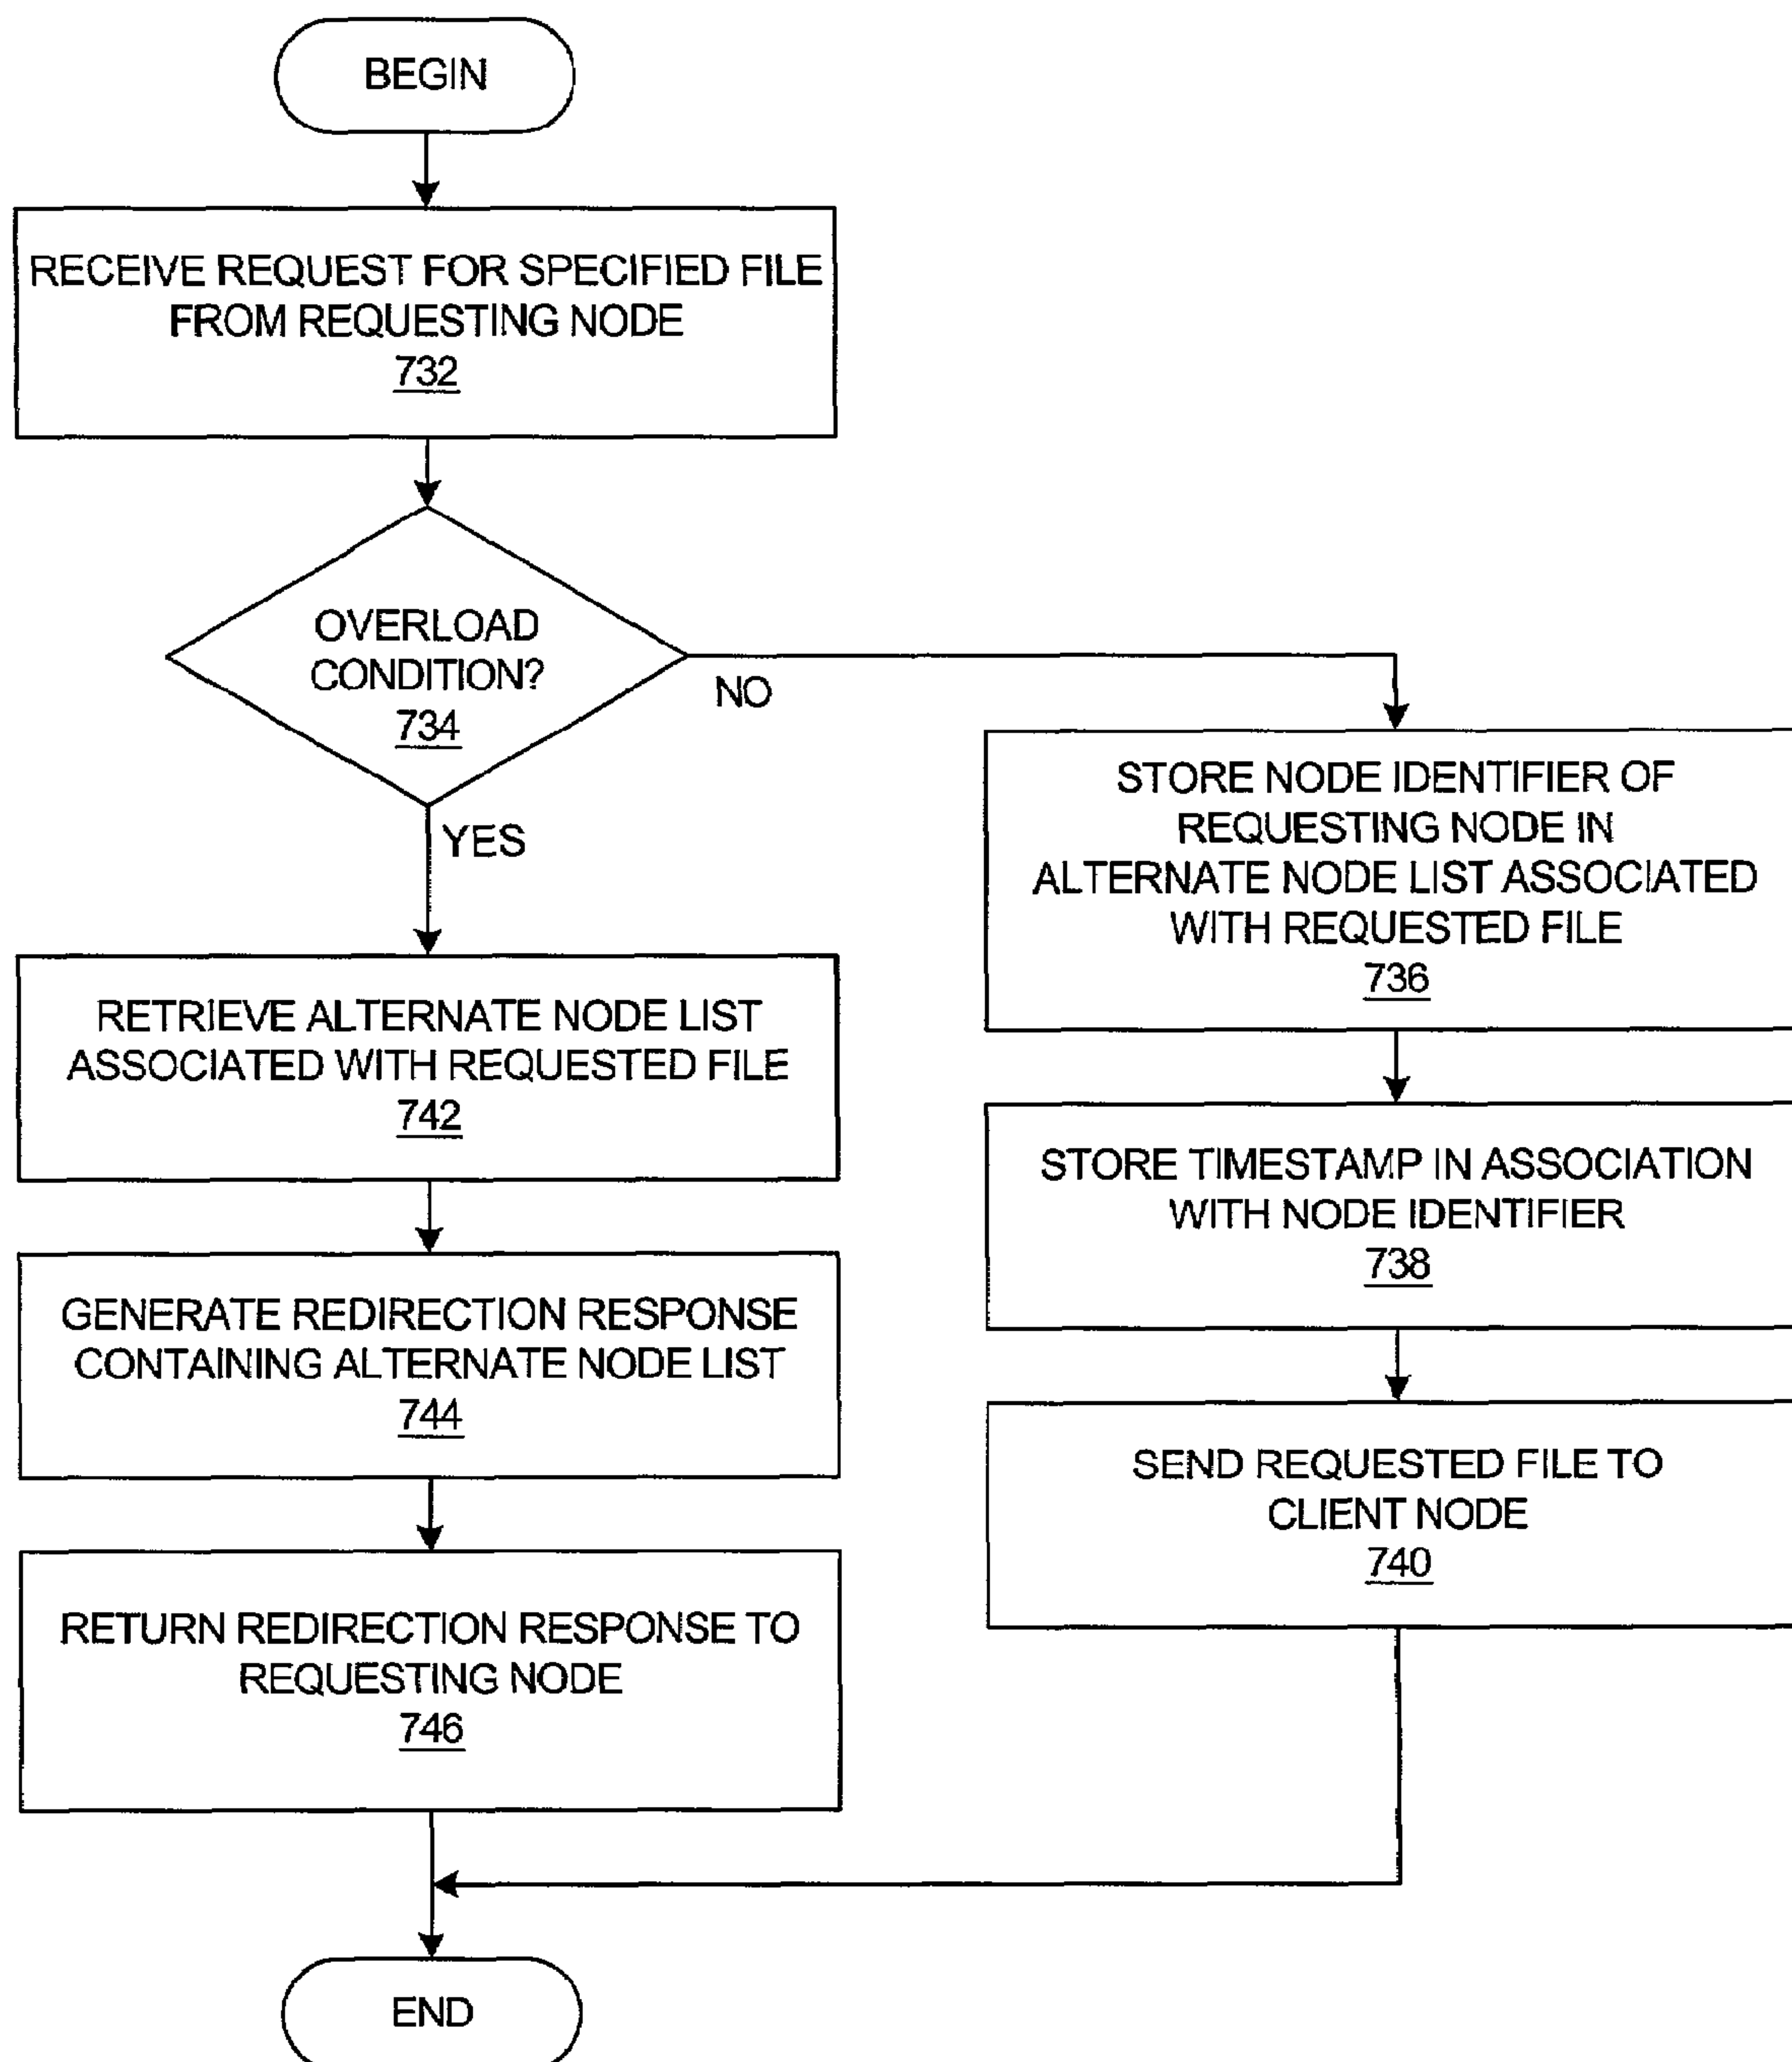 BEGIN
RECEIVE REQUEST FOR SPECIFIED FILE
FROM REQUESTING NODE
732
OVERLOAD
CONDITION?
734
NO
YES
STORE NODE IDENTIFIER OF
REQUESTING NODE IN
ALTERNATE NODE LIST ASSOCIATED
WITH REQUESTED FILE
736
STORE TIMESTAMP IN ASSOCIATION
WITH NODE IDENTIFIER
738
SEND REQUESTED FILE TO
CLIENT NODE
740
RETRIEVE ALTERNATE NODE LIST
ASSOCIATED WITH REQUESTED FILE
742
GENERATE REDIRECTION RESPONSE
CONTAINING ALTERNATE NODE LIST
744
RETURN REDIRECTION RESPONSE TO
REQUESTING NODE
746
END